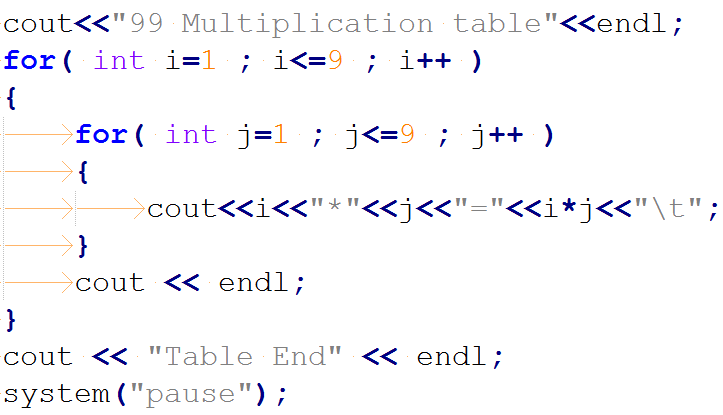 cout<<"99 Multiplication table"<<endl;
for( int i=1 ; i<=9 ; i++ )
{
for( int j=1 ; j<=9 ; j++ )
{
cout<<i<<"*"<<j<<"="<<i*j<<"\t";
}
cout << endl;
}
cout << "Table End" << endl;
system("pause");